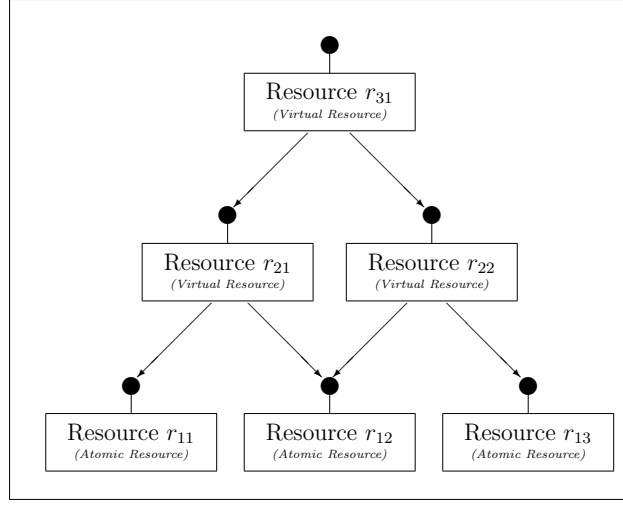 Resource r31
(Virtual Resource)
Resource r21
(Virtual Resource)
Resource r22
(Virtual Resource)
Resource r11
(Atomic Resource)
Resource r12
(Atomic Resource)
Resource r13
(Atomic Resource)